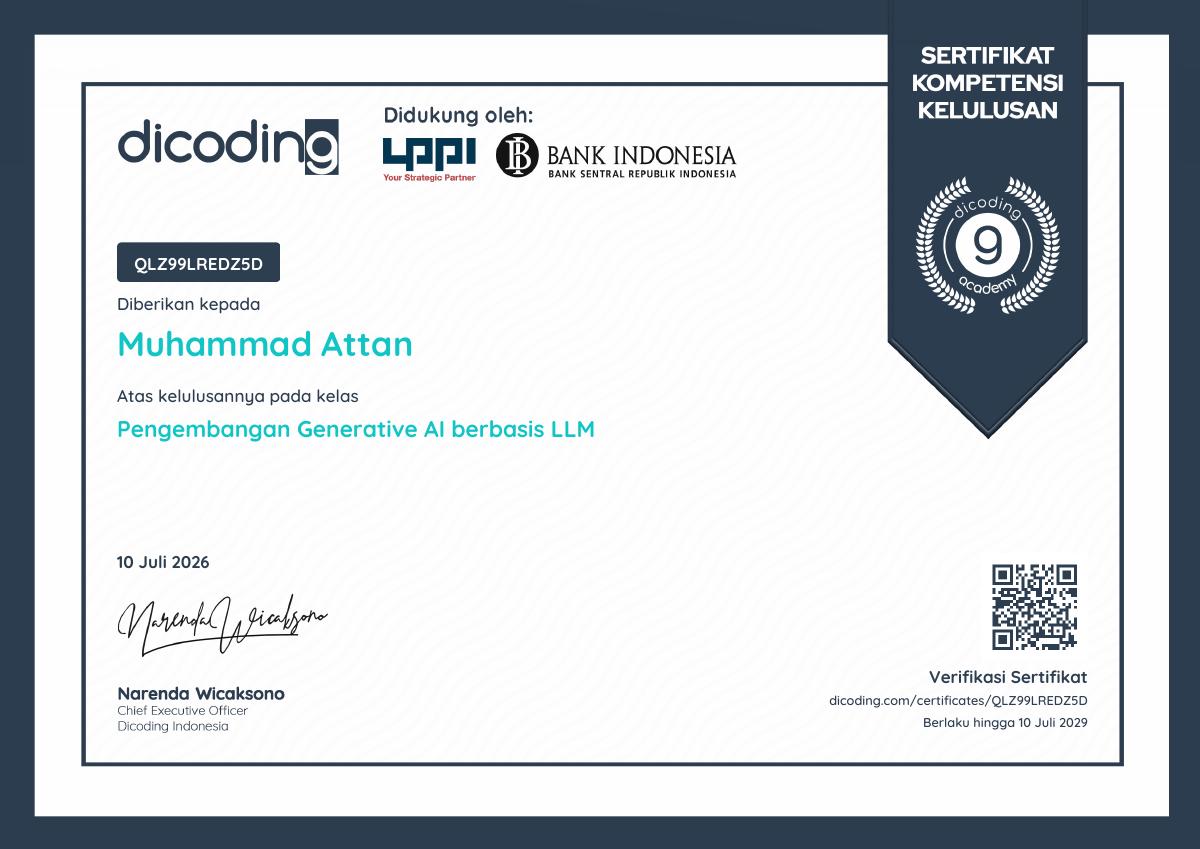 SERTIFIKAT
KOMPETENSI
KELULUSAN
dicoding
Didukung oleh:
LPPI
Your Strategic Partner
BANK INDONESIA
BANK SENTRAL REPUBLIK INDONESIA
dicoding
academy
QLZ99LREDZ5D
Diberikan kepada
Muhammad Attan
Atas kelulusannya pada kelas
Pengembangan Generative AI berbasis LLM
10 Juli 2026
Narenda Wicaksono
Narenda Wicaksono
Chief Executive Officer
Dicoding Indonesia
Verifikasi Sertifikat
dicoding.com/certificates/QLZ99LREDZ5D
Berlaku hingga 10 Juli 2029